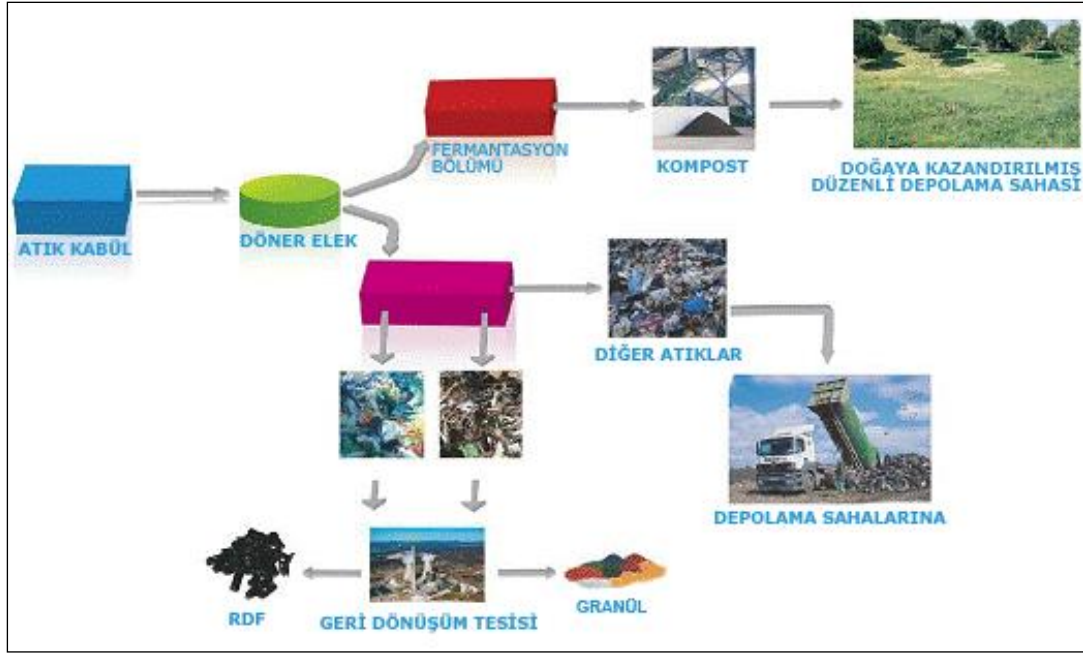 FERMANTASYON
BÖLÜMÜ
KOMPOST
DOĞAYA KAZANDIRILMIŞ
DÜZENLİ DEPOLAMA SAHASİ
ATIK KABÜL
DÖNER ELEK
DİĞER ATIKLAR
DEPOLAMA SAHALARINA
RDF
GERİ DÖNÜŞÜM TESİSİ
GRANÜL